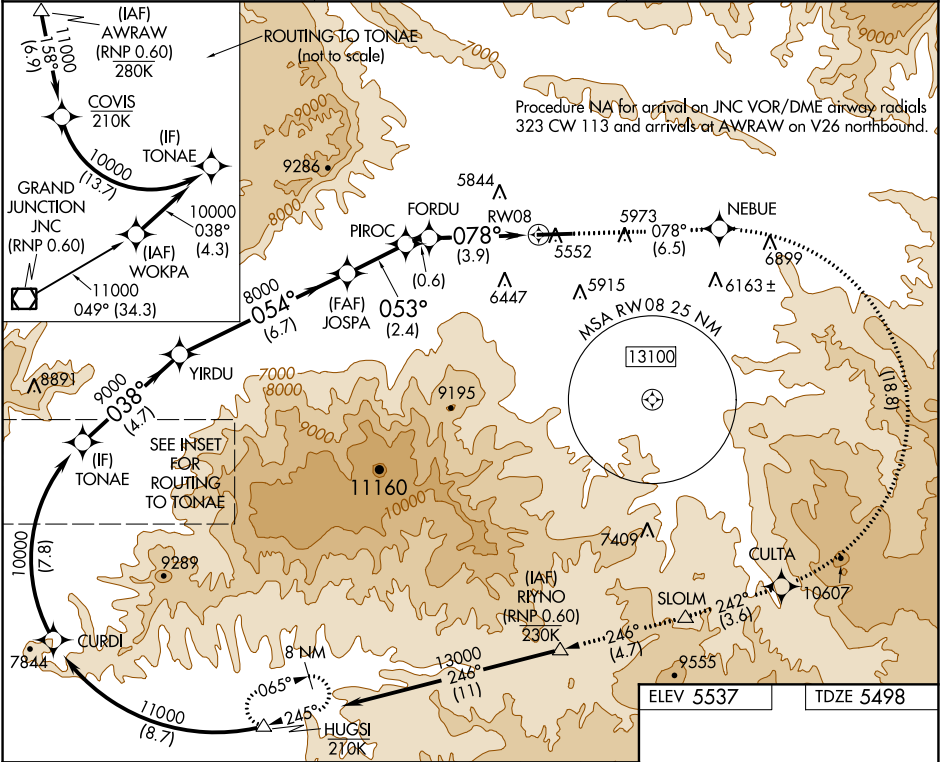 (IAF)
AWRAW
(RNP 0.60)
280K
11000
158°
(6.9)
COVIS
210K
(IF)
TONAE
10000
(13.7)
GRAND
JUNCTION
JNC
(RNP 0.60)
10000
038°
(4.3)
(IAF)
WOKPA
11000
049° (34.3)
ROUTING TO TONAE
(not to scale)
7000
9000
Procedure NA for arrival on JNC VOR/DME airway radials
323 CW 113 and arrivals at AWRAW on V26 northbound.
9000
8000
9286
8000
5844
FORDU
PIROC
RW08
5973
NEBUE
078°
(3.9)
5552
078°
(6.5)
6899
(0.6)
6447
5915
6163 ±
8000
054°
(6.7)
(FAF)
JOSPA
053°
(2.4)
MSA RW08 25 NM
13100
YIRDU
8891
9000
038°
(4.7)
7000
8000
9195
9000
(18.8)
(IF)
TONAE
SEE INSET
FOR
ROUTING
TO TONAE
11160
10000
10000
(7.8)
9289
7409
CULTA
10607
(IAF)
RIYNO
(RNP 0.60)
230K
SLOLM
242°
(3.6)
246°
(4.7)
CURDI
7844
8 NM
13000
246°
(11)
9555
065°
245°
11000
(8.7)
HUGSI
210K
ELEV 5537
TDZE 5498